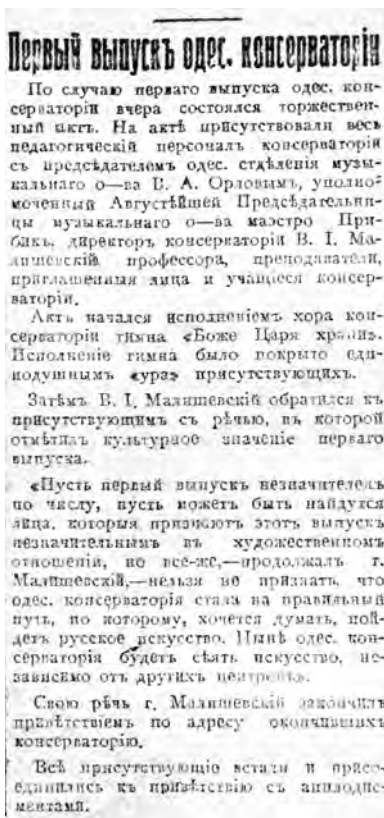 Первый выпускъ одес. консерваторіи
По случаю перваго выпуска одес. кон-
серваторіи вчера состоялся торжествен-
ный актъ. На актѣ присутствовали весь
педагогическій персоналъ консерваторій
съ предсѣдателемъ одес. отдѣленія музы-
кальнаго о—ва В. А. Орловымъ, уполно-
моченный Августѣйшей Предсѣдательни-
цы музыкальнаго о—ва маэстро При-
бикъ, директоръ консерваторіи В. І. Ма-
лишевскій профессора, преподаватели,
приглашенныя лица и учащіеся консер-
ваторіи.
Актъ начался исполненіемъ хора кон-
серваторіи гимна «Боже Царя храни».
Исполненіе гимна было покрыто еди-
нодушнымъ «ура» присутствующихъ.
Затѣмъ В. І. Малишевскій обратился къ
присутствующимъ съ рѣчью, въ которой
отмѣтилъ культурное значеніе перваго
выпуска.
«Пусть первый выпускъ незначителенъ
по числу, пусть можетъ быть найдутся
лица, которыя признаютъ этотъ выпускъ
незначительнымъ въ художественномъ
отношеніи, но все-же,—продолжалъ г.
Малишевскій,—нельзя не признать, что
одес. консерваторія стала на правильный
путь, по которому, хочется думать, пой-
детъ русское искусство. Нынѣ одес. кон-
серваторія будетъ сѣять искусство, не-
зависимо отъ другихъ центровъ».
Свою рѣчь г. Малишевскій закончилъ
привѣтствіемъ по адресу окончившихъ
консерваторію.
Всѣ присутствующіе встали и присо-
единились къ привѣтствію съ апплодис-
ментами.